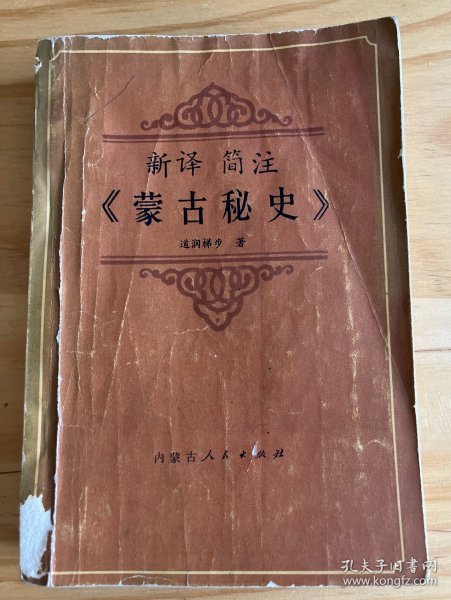 新译 简注
《蒙古秘史》
道润梯步 著
内蒙古人民出版社
孔夫子旧书网
www.kongfz.com